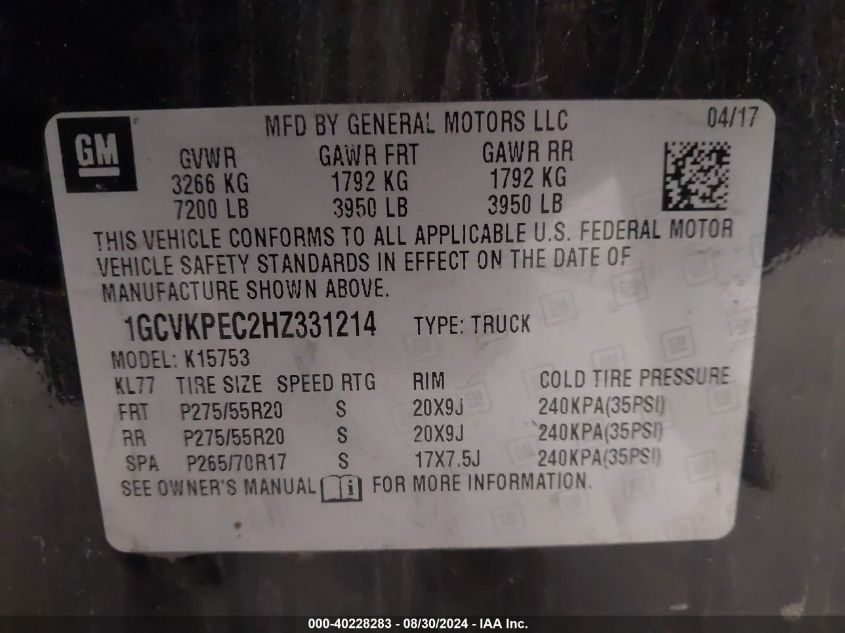 GM
MFD BY GENERAL MOTORS LLC 04/17
GVWR GAWR FRT GAWR RR
3266 KG 1792 KG 1792 KG
7200 LB 3950 LB 3950 LB
THIS VEHICLE CONFORMS TO ALL APPLICABLE U.S. FEDERAL MOTOR
VEHICLE SAFETY STANDARDS IN EFFECT ON THE DATE OF
MANUFACTURE SHOWN ABOVE.
1GCVKPEC2HZ331214 TYPE: TRUCK
MODEL: K15753
KL77 TIRE SIZE SPEED RTG RIM COLD TIRE PRESSURE
FRT P275/55R20 S 20X9J 240KPA(35PSI)
RR P275/55R20 S 20X9J 240KPA(35PSI)
SPA P265/70R17 S 17X7.5J 240KPA(35PSI)
SEE OWNER'S MANUAL i FOR MORE INFORMATION.
000-40228283 - 08/30/2024 - IAA Inc.